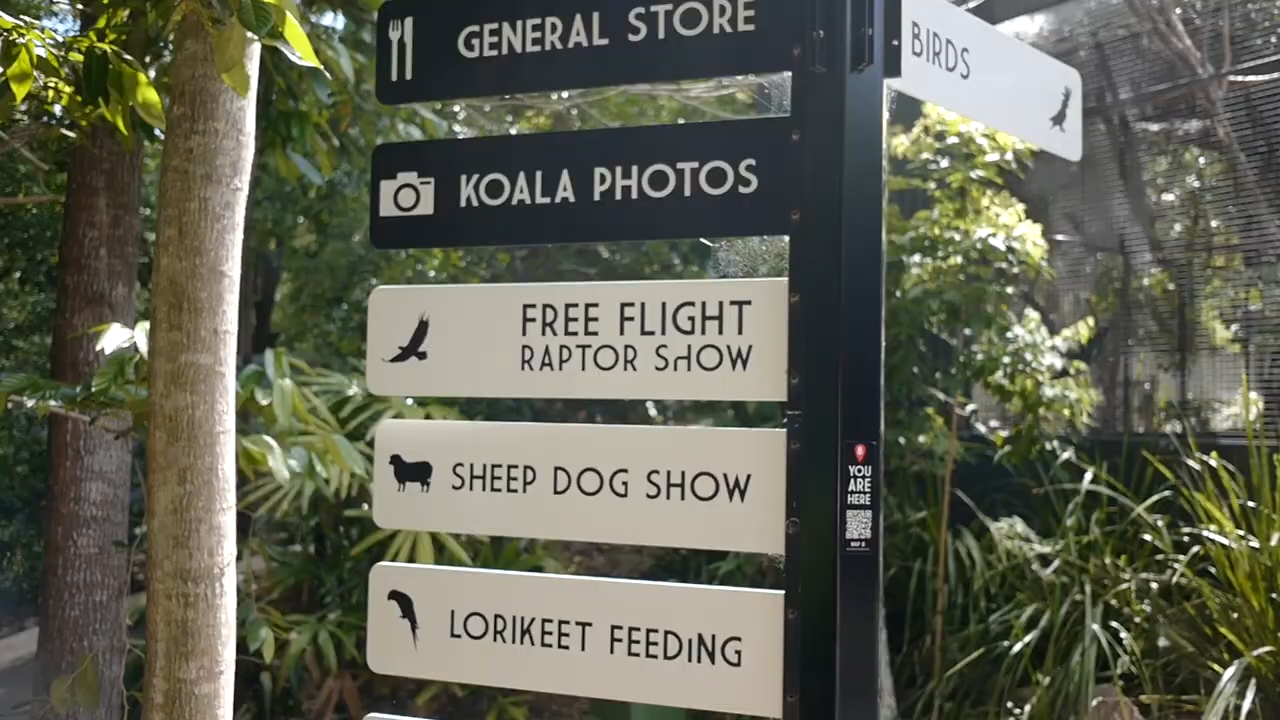 GENERAL STORE
BIRDS
KOALA PHOTOS
FREE FLIGHT
RAPTOR SHOW
SHEEP DOG SHOW
YOU
ARE
HERE
LORIKEET FEEDING